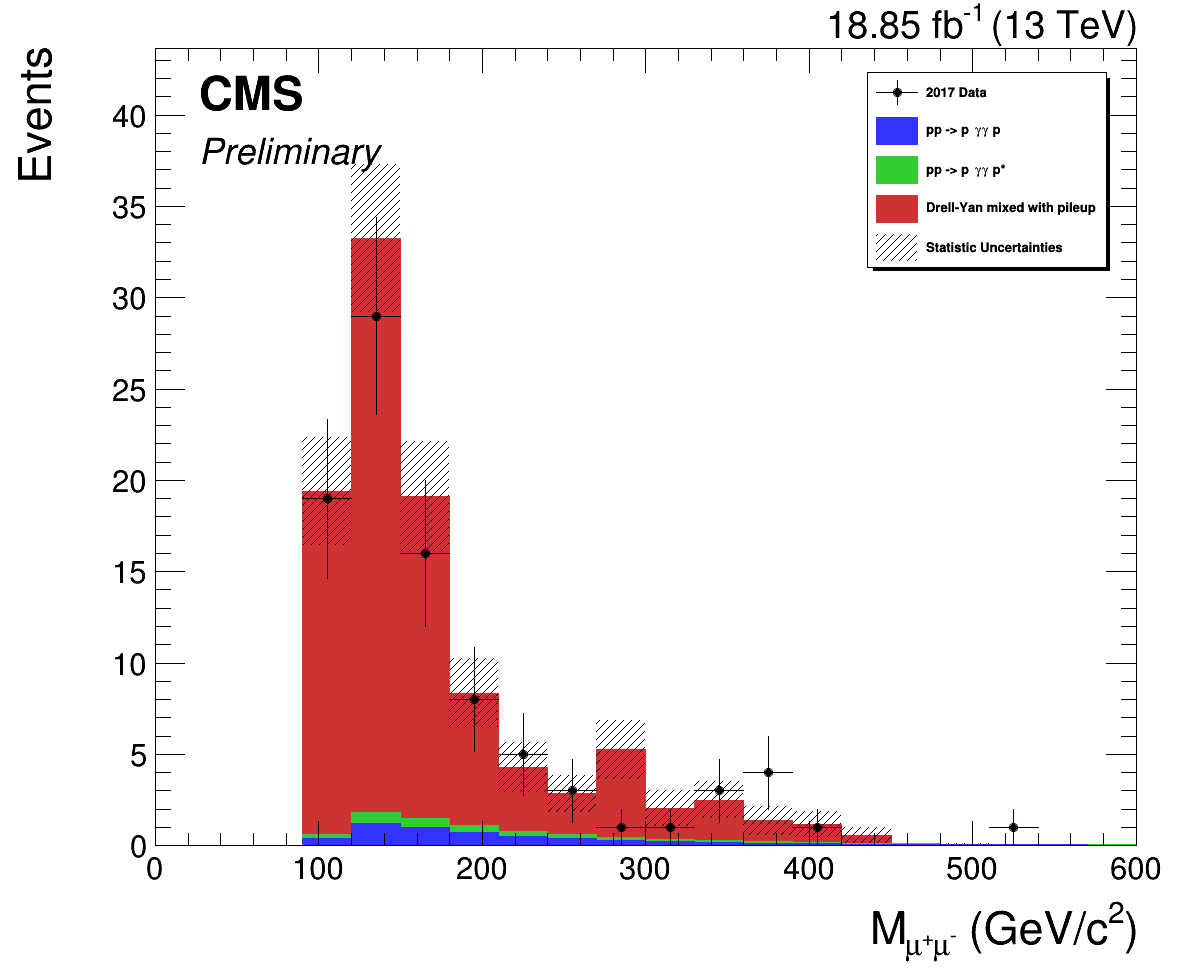 18.85 fb⁻¹ (13 TeV)
Events
CMS
Preliminary
2017 Data
pp -> p γγ p
pp -> p γγ p*
Drell-Yan mixed with pileup
Statistic Uncertainties
40
35
30
25
20
15
10
5
0
0 100 200 300 400 500 600
Mμ⁺μ⁻ (GeV/c²)